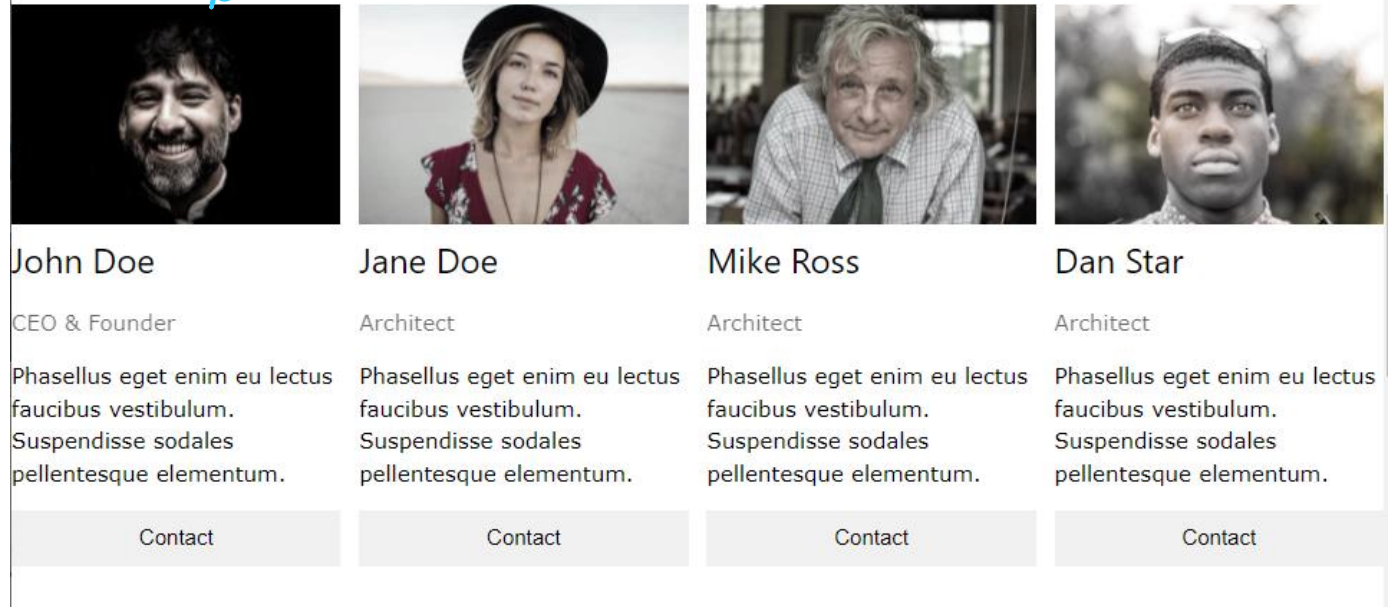 John Doe
CEO & Founder
Phasellus eget enim eu lectus
faucibus vestibulum.
Suspendisse sodales
pellentesque elementum.
Contact
Jane Doe
Architect
Phasellus eget enim eu lectus
faucibus vestibulum.
Suspendisse sodales
pellentesque elementum.
Contact
Mike Ross
Architect
Phasellus eget enim eu lectus
faucibus vestibulum.
Suspendisse sodales
pellentesque elementum.
Contact
Dan Star
Architect
Phasellus eget enim eu lectus
faucibus vestibulum.
Suspendisse sodales
pellentesque elementum.
Contact